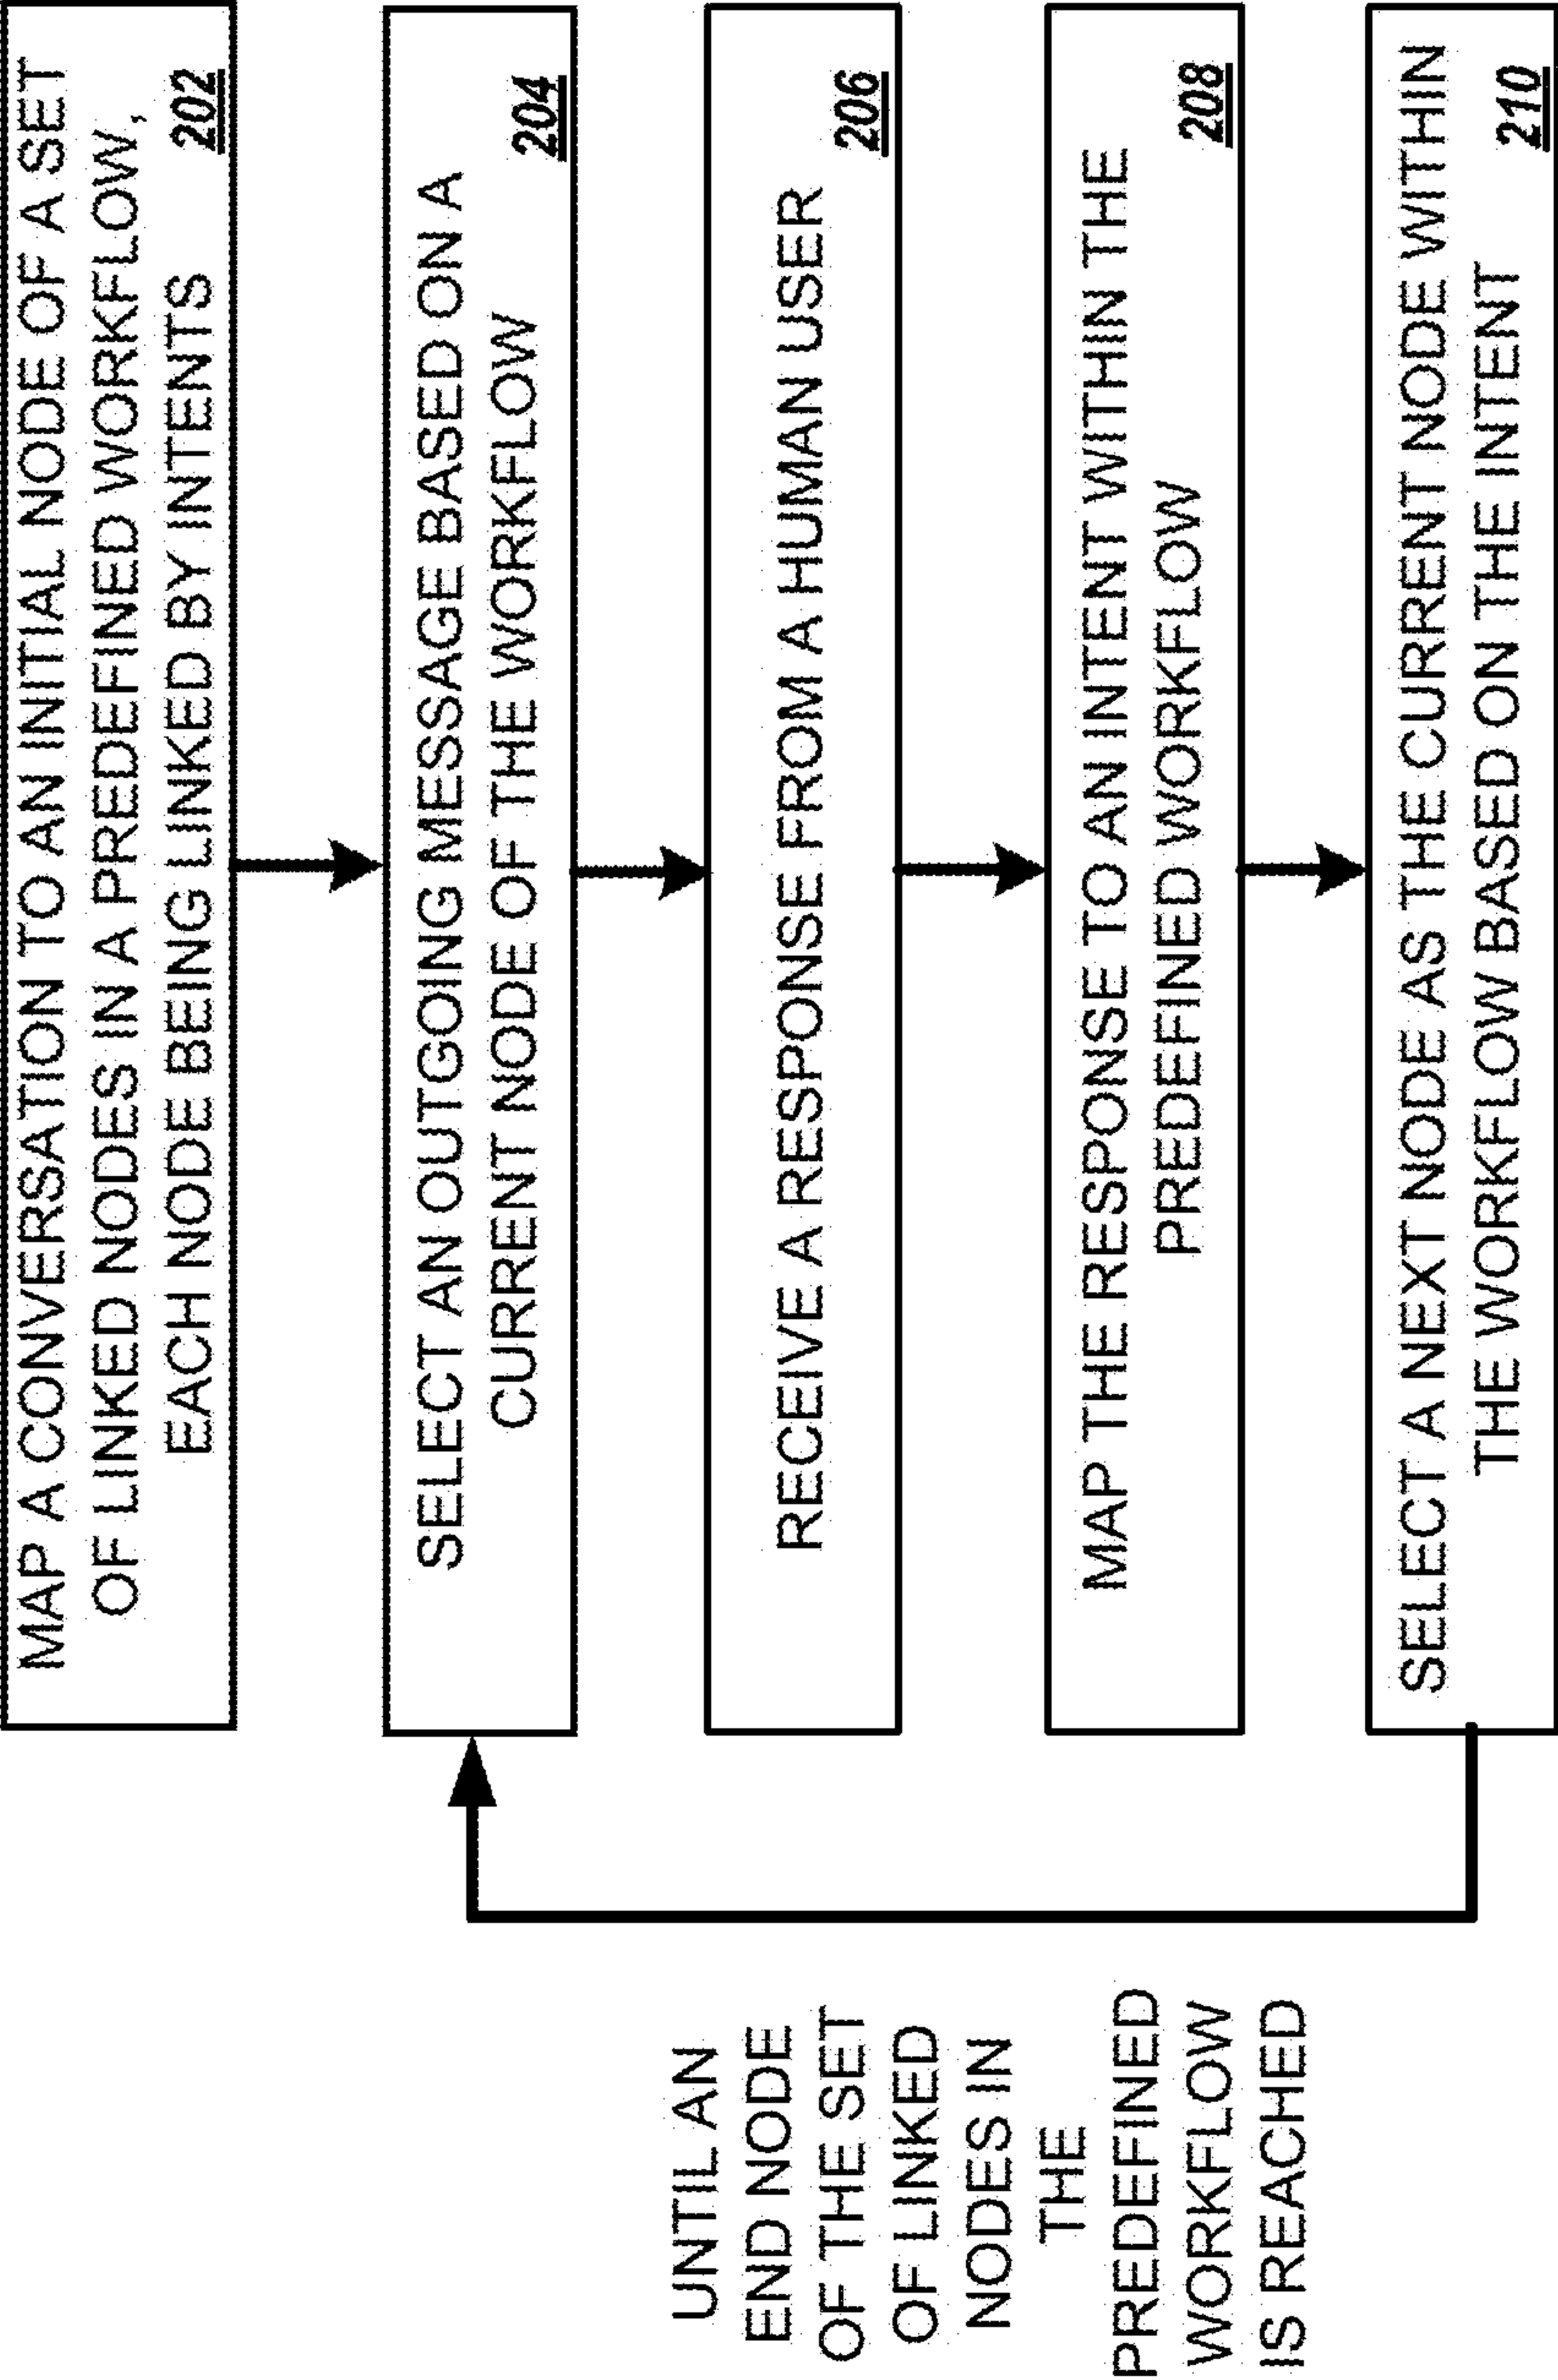 MAP A CONVERSATION TO AN INITIAL NODE OF A SET
OF LINKED NODES IN A PREDEFINED WORKFLOW,
EACH NODE BEING LINKED BY INTENTS
202
SELECT AN OUTGOING MESSAGE BASED ON A
CURRENT NODE OF THE WORKFLOW
204
RECEIVE A RESPONSE FROM A HUMAN USER
206
MAP THE RESPONSE TO AN INTENT WITHIN THE
PREDEFINED WORKFLOW
208
SELECT A NEXT NODE AS THE CURRENT NODE WITHIN
THE WORKFLOW BASED ON THE INTENT
210
UNTIL AN
END NODE
OF THE SET
OF LINKED
NODES IN
THE
PREDEFINED
WORKFLOW
IS REACHED